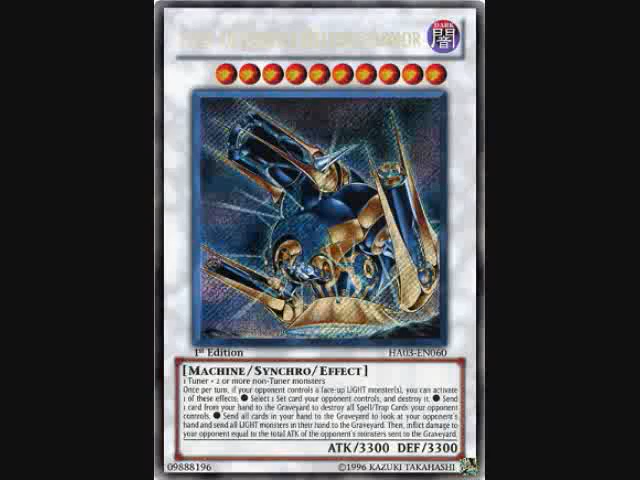 DARK
闇
1st Edition HA03-EN060
[MACHINE/SYNCHRO/EFFECT]
1 Tuner + 2 or more non-Tuner monsters
Once per turn, if your opponent controls a face-up LIGHT monster(s), you can activate
1 of these effects: ● Select 1 Set card your opponent controls, and destroy it. ● Send
1 card from your hand to the Graveyard to destroy all Spell/Trap Cards your opponent
controls. ● Send all cards in your hand to the Graveyard to look at your opponent's
hand and send all LIGHT monsters in their hand to the Graveyard. Then, inflict damage to
your opponent equal to the total ATK of the opponent's monsters sent to the Graveyard.
ATK/3300 DEF/3300
09888196 ©1996 KAZUKI TAKAHASHI